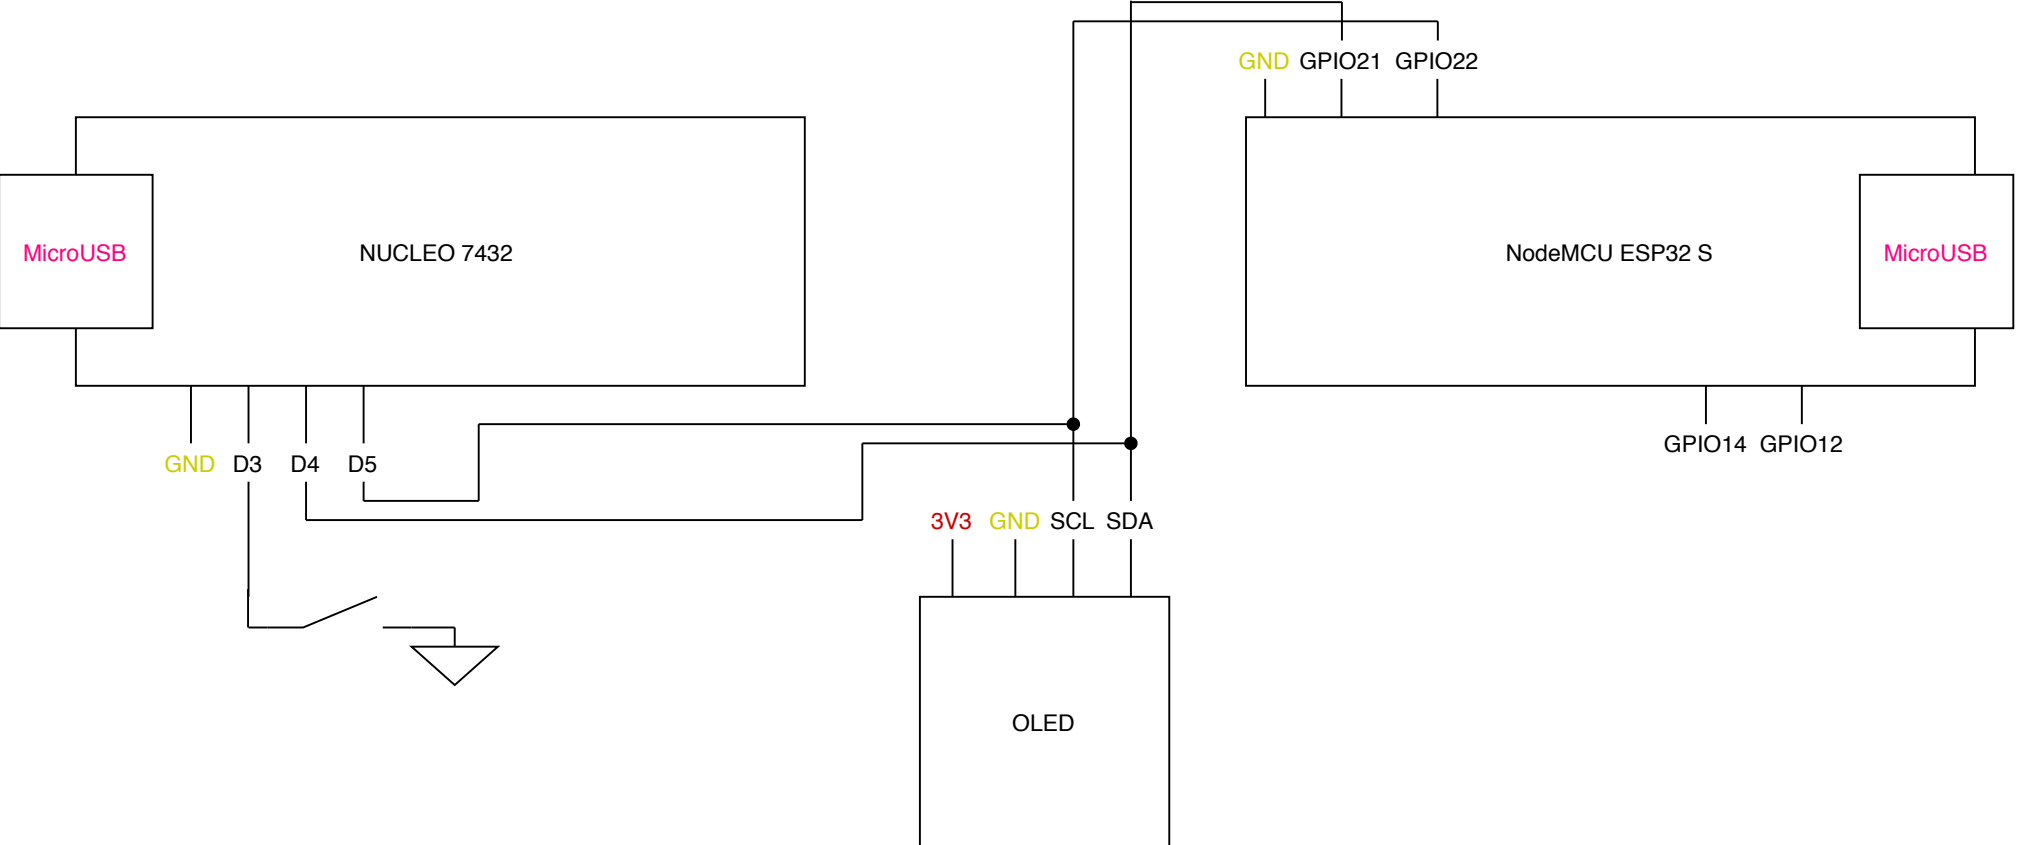 GND GPIO21 GPIO22
MicroUSB
NUCLEO 7432
NodeMCU ESP32 S
MicroUSB
GND D3 D4 D5
GPIO14 GPIO12
3V3 GND SCL SDA
OLED